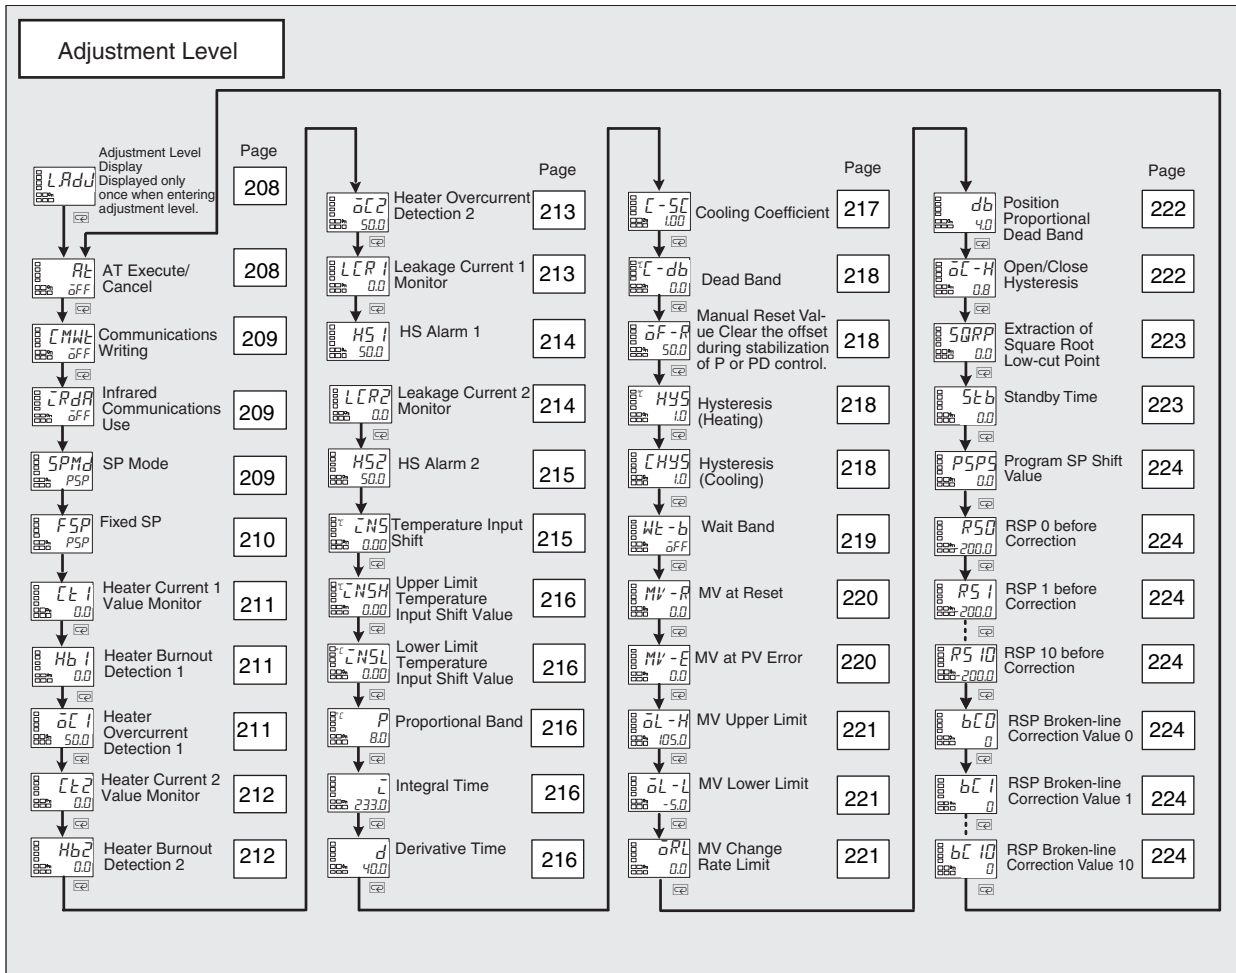 Adjustment Level
Adjustment Level
Display
Displayed only
once when entering
adjustment level.
Page
L.AdJ
208
At
oFF
AT Execute/
Cancel
208
CMWt
oFF
Communications
Writing
209
iRdA
oFF
Infrared
Communications
Use
209
SPMd
PSP
SP Mode
209
FSP
PSP
Fixed SP
210
Ct1
0.0
Heater Current 1
Value Monitor
211
Hb1
0.0
Heater Burnout
Detection 1
211
oC1
50.0
Heater
Overcurrent
Detection 1
211
Ct2
0.0
Heater Current 2
Value Monitor
212
Hb2
0.0
Heater Burnout
Detection 2
212
Page
oC2
50.0
Heater Overcurrent
Detection 2
213
LCR1
0.0
Leakage Current 1
Monitor
213
HS1
50.0
HS Alarm 1
214
LCR2
0.0
Leakage Current 2
Monitor
214
HS2
50.0
HS Alarm 2
215
°C
iNS
0.00
Temperature Input
Shift
215
°C
iNSH
0.00
Upper Limit
Temperature
Input Shift Value
216
°C
iNSL
0.00
Lower Limit
Temperature
Input Shift Value
216
°C
P
8.0
Proportional Band
216
i
233.0
Integral Time
216
d
40.0
Derivative Time
216
Page
C-SC
1.00
Cooling Coefficient
217
°C
C-db
0.0
Dead Band
218
oF-R
50.0
Manual Reset Val-
ue Clear the offset
during stabilization
of P or PD control.
218
°C
HYS
1.0
Hysteresis
(Heating)
218
CHYS
1.0
Hysteresis
(Cooling)
218
Wt-b
oFF
Wait Band
219
MV-R
0.0
MV at Reset
220
MV-E
0.0
MV at PV Error
220
oL-H
105.0
MV Upper Limit
221
oL-L
-5.0
MV Lower Limit
221
oRL
0.0
MV Change
Rate Limit
221
Page
db
4.0
Position
Proportional
Dead Band
222
oC-H
0.8
Open/Close
Hysteresis
222
SQRP
0.0
Extraction of
Square Root
Low-cut Point
223
Stb
0.0
Standby Time
223
PSPS
0.0
Program SP Shift
Value
224
RS0
-200.0
RSP 0 before
Correction
224
RS1
-200.0
RSP 1 before
Correction
224
RS10
-200.0
RSP 10 before
Correction
224
bC0
0
RSP Broken-line
Correction Value 0
224
bC1
0
RSP Broken-line
Correction Value 1
224
bC10
0
RSP Broken-line
Correction Value 10
224